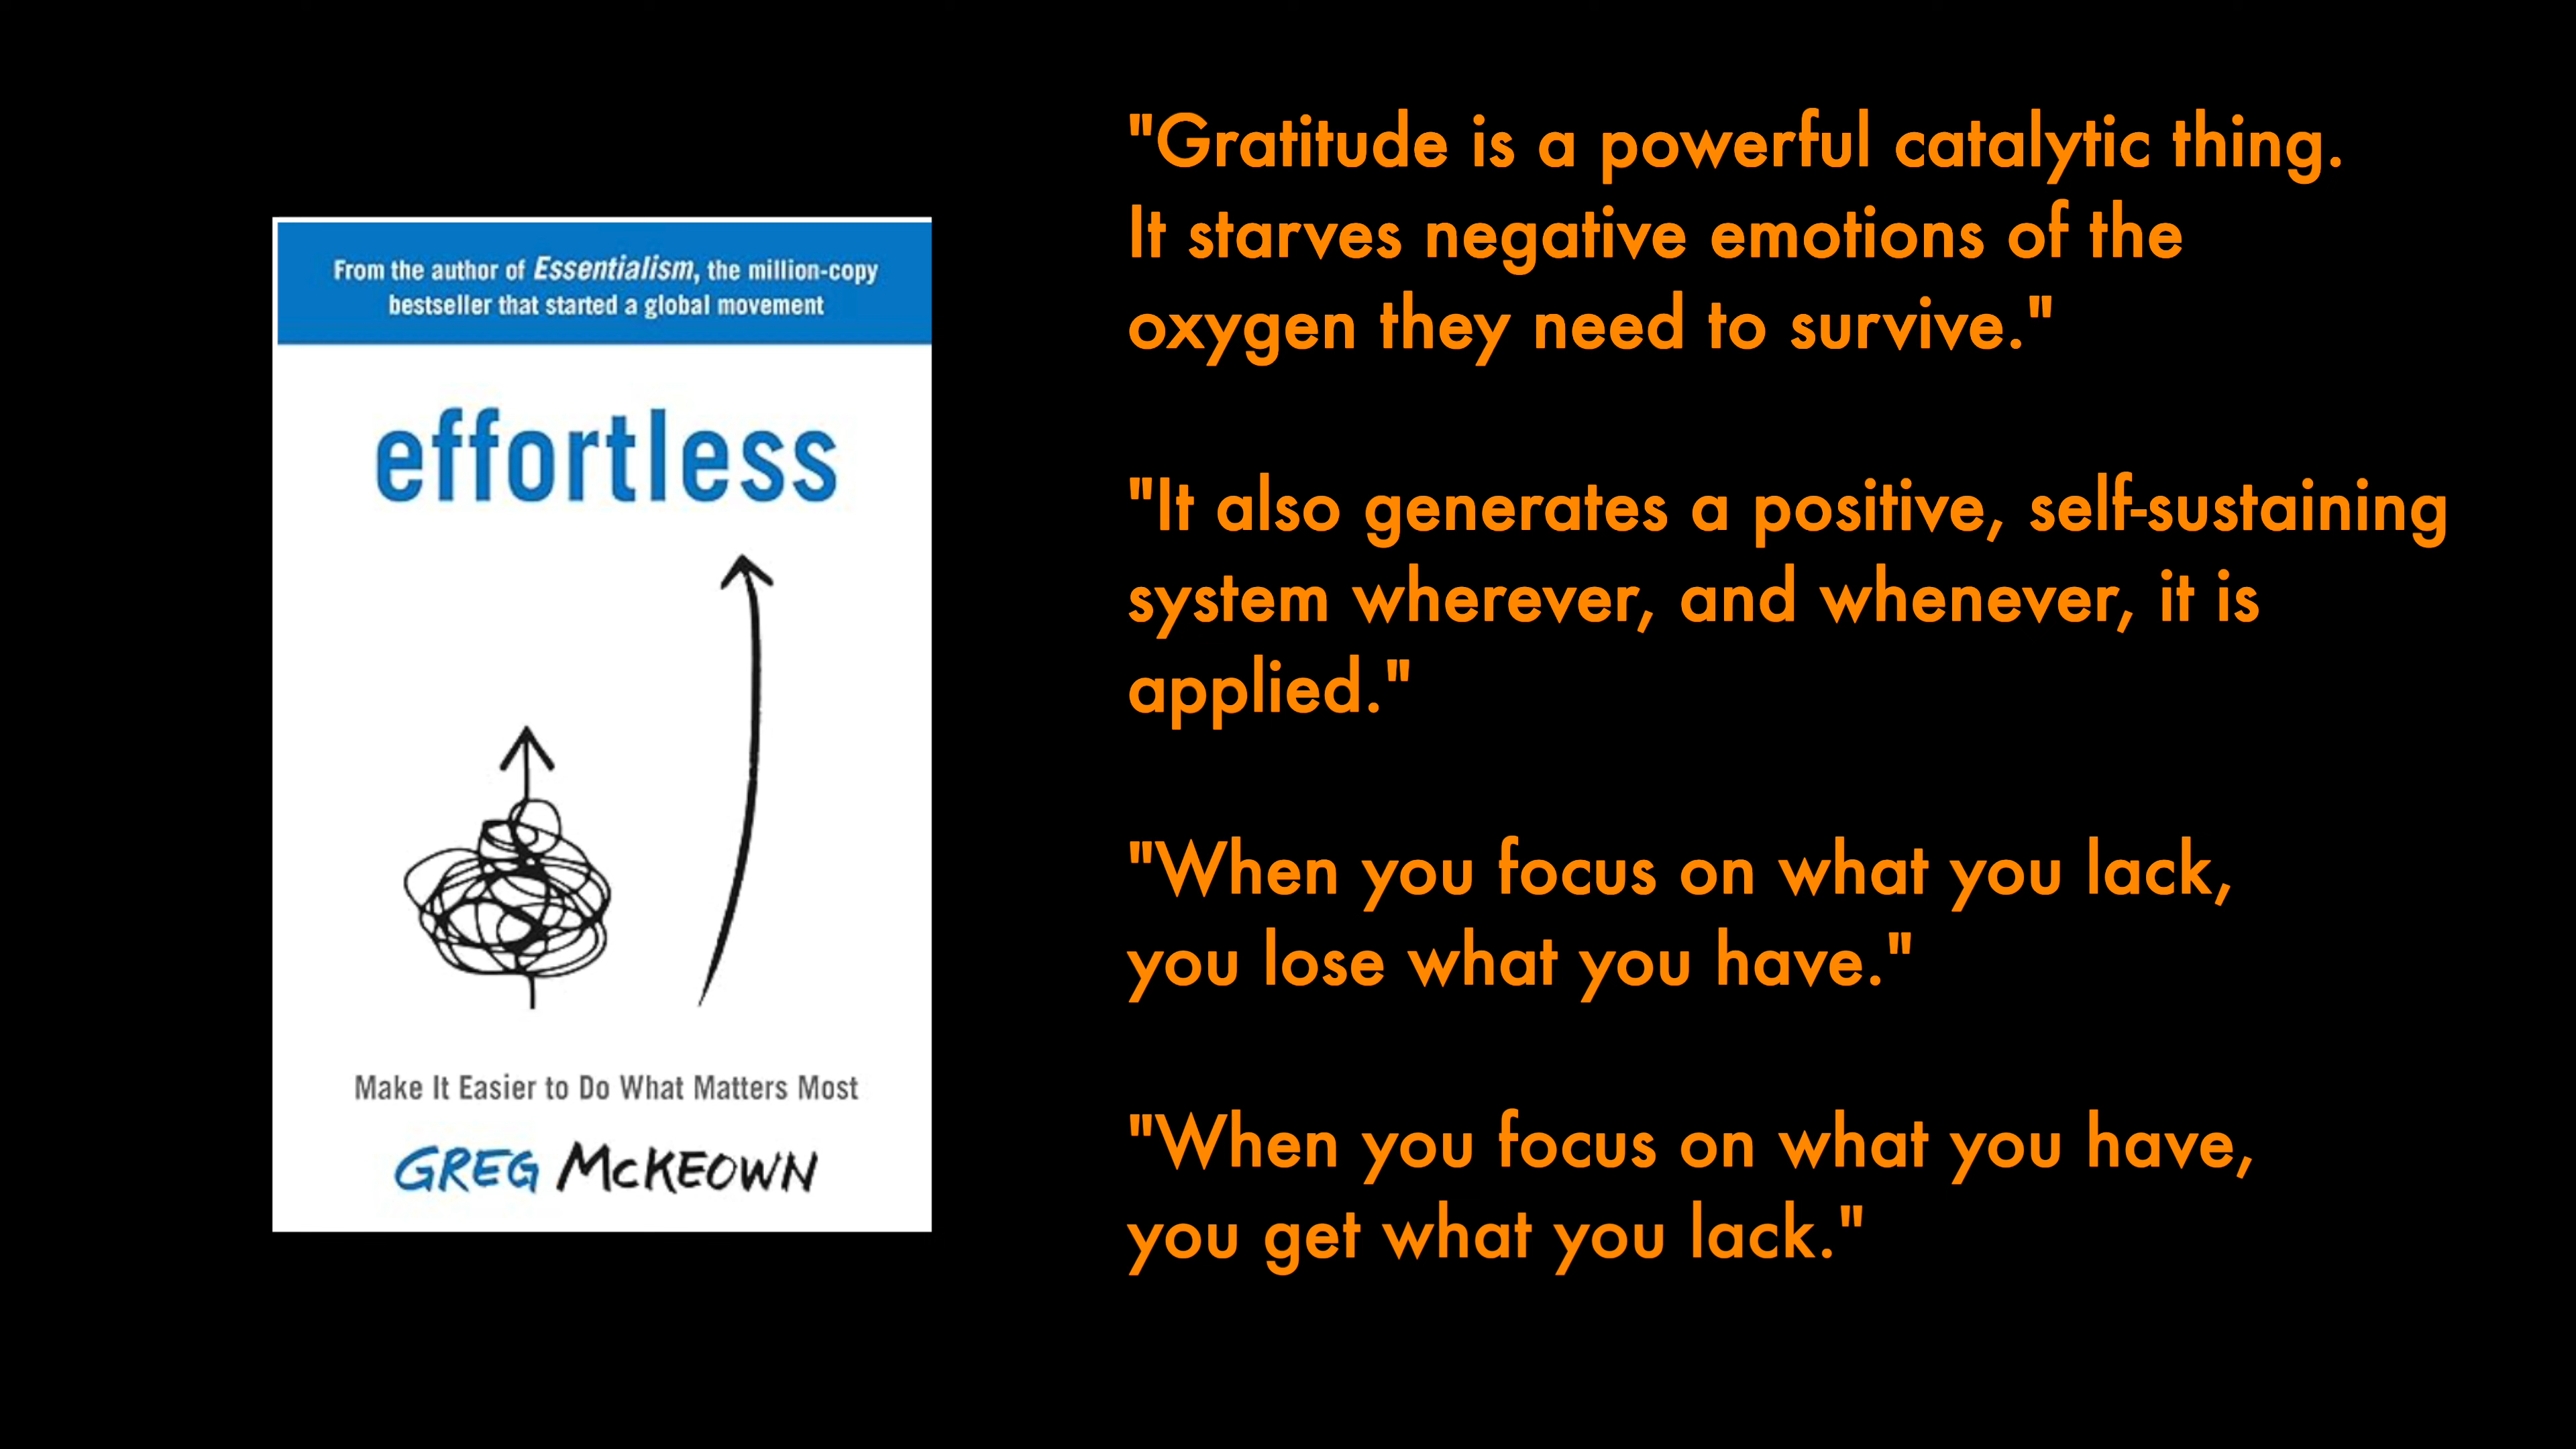 From the author of Essentialism, the million-copy
bestseller that started a global movement
effortless
Make It Easier to Do What Matters Most
GREG McKEOWN
"Gratitude is a powerful catalytic thing.
It starves negative emotions of the
oxygen they need to survive."
"It also generates a positive, self-sustaining
system wherever, and whenever, it is
applied."
"When you focus on what you lack,
you lose what you have."
"When you focus on what you have,
you get what you lack."